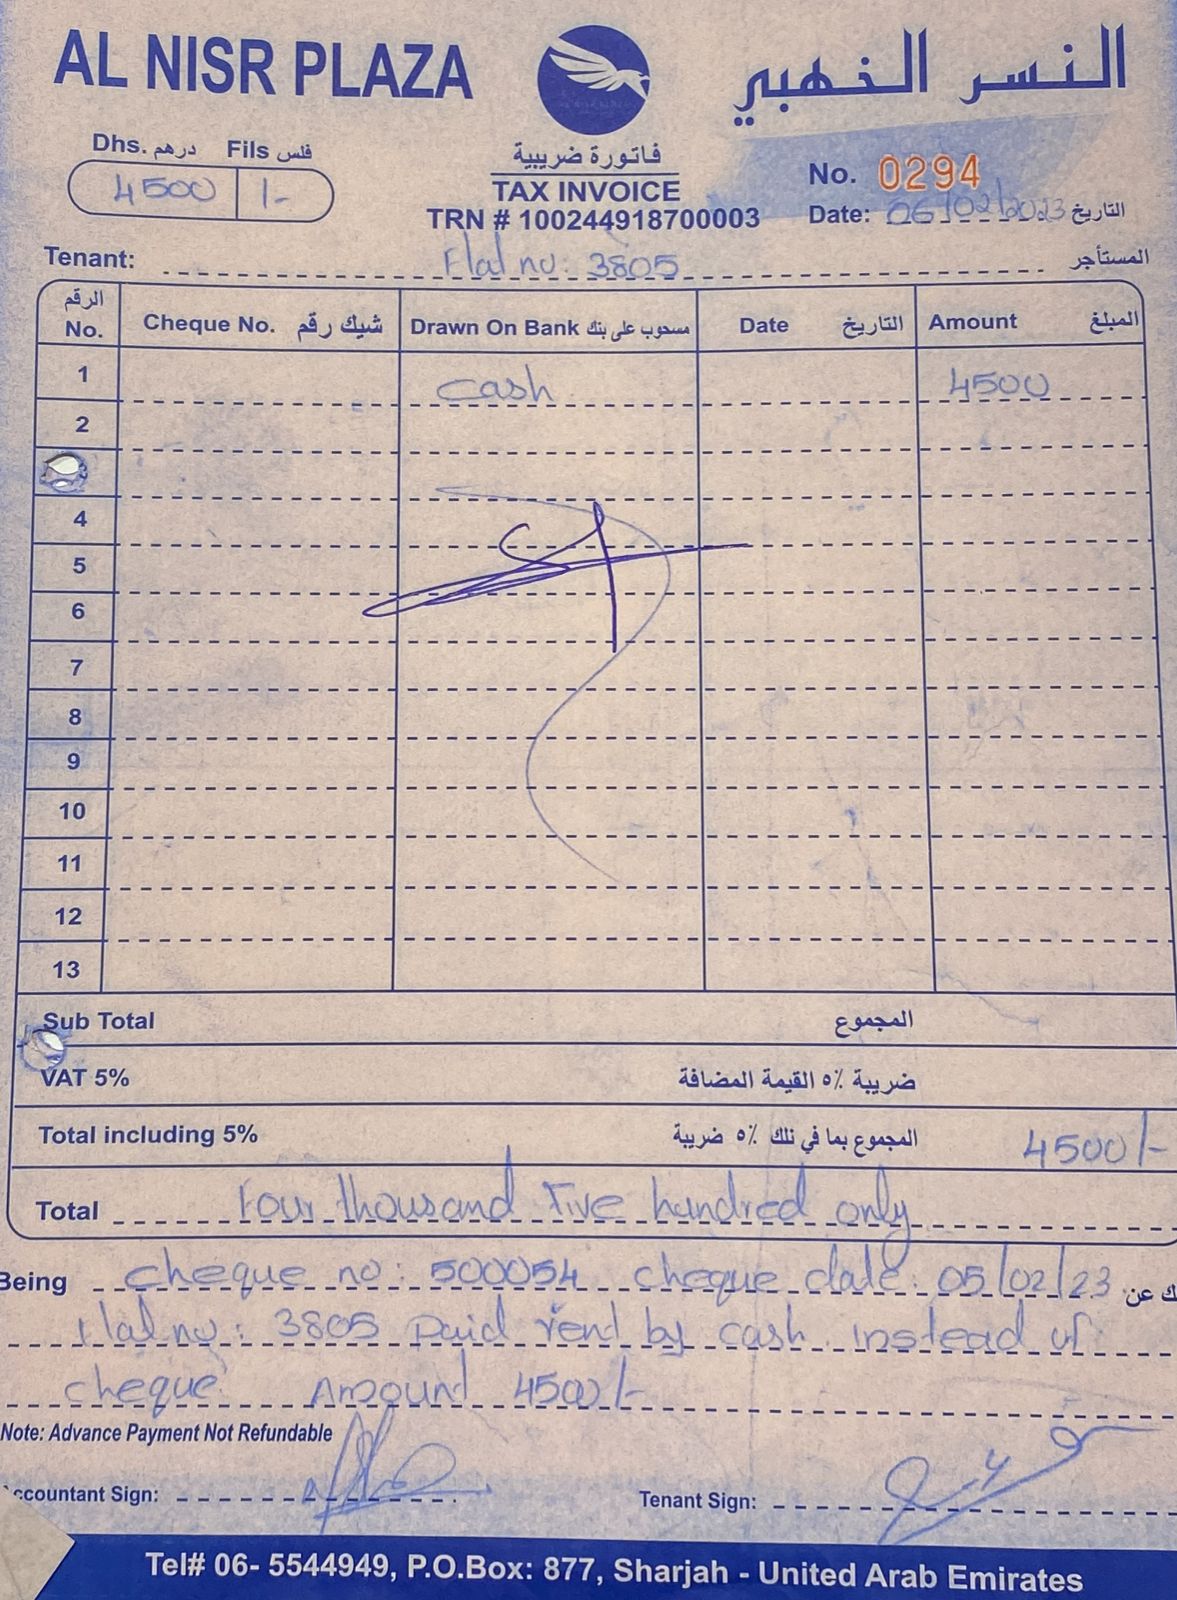 AL NISR PLAZA
النسر الذهبي
Dhs. درهم Fils فلس
4500 /-
فاتورة ضريبية
TAX INVOICE
TRN # 100244918700003
No. 0294
Date: 06/02/2023 التاريخ
Tenant: Flat no: 3805 المستأجر
الرقم No. Cheque No. شيك رقم Drawn On Bank مسحوب على بنك Date التاريخ Amount المبلغ
1 cash 4500
2
3
4
5
6
7
8
9
10
11
12
13
Sub Total المجموع
VAT 5% ضريبة ٥٪ القيمة المضافة
Total including 5% المجموع بما في ذلك ٥٪ ضريبة 4500/-
Total Four thousand Five hundred only
Being cheque no: 500054 cheque date: 05/02/23 ك عن
Flat no: 3805 Paid rent by cash instead of
cheque Amount 4500/-
Note: Advance Payment Not Refundable
Accountant Sign:
Tenant Sign:
Tel# 06- 5544949, P.O.Box: 877, Sharjah - United Arab Emirates